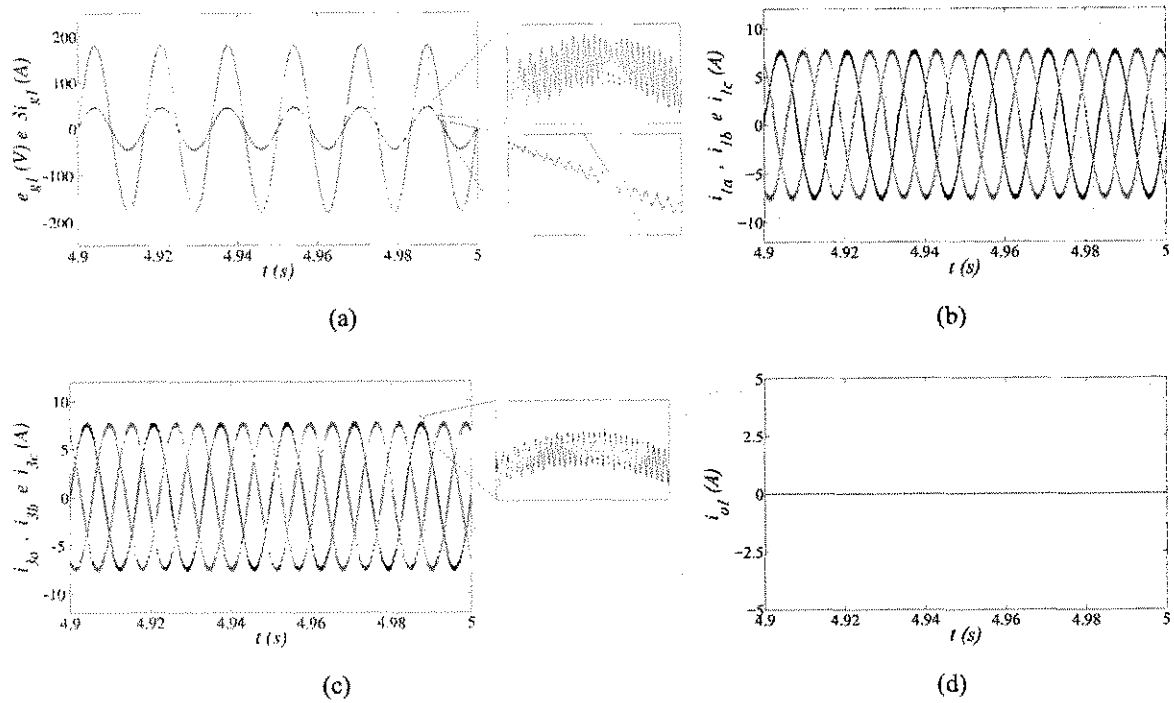 e_g1 (V) e 3i_g1 (A)
200
100
0
-100
-200
4.9 4.92 4.94 4.96 4.98 5
t (s)
(a)
i_1a , i_1b e i_1c (A)
10
5
0
-5
-10
4.9 4.92 4.94 4.96 4.98 5
t (s)
(b)
i_3a , i_3b e i_3c (A)
10
5
0
-5
-10
4.9 4.92 4.94 4.96 4.98 5
t (s)
(c)
i_o1 (A)
5
2.5
0
-2.5
-5
4.9 4.92 4.94 4.96 4.98 5
t (s)
(d)